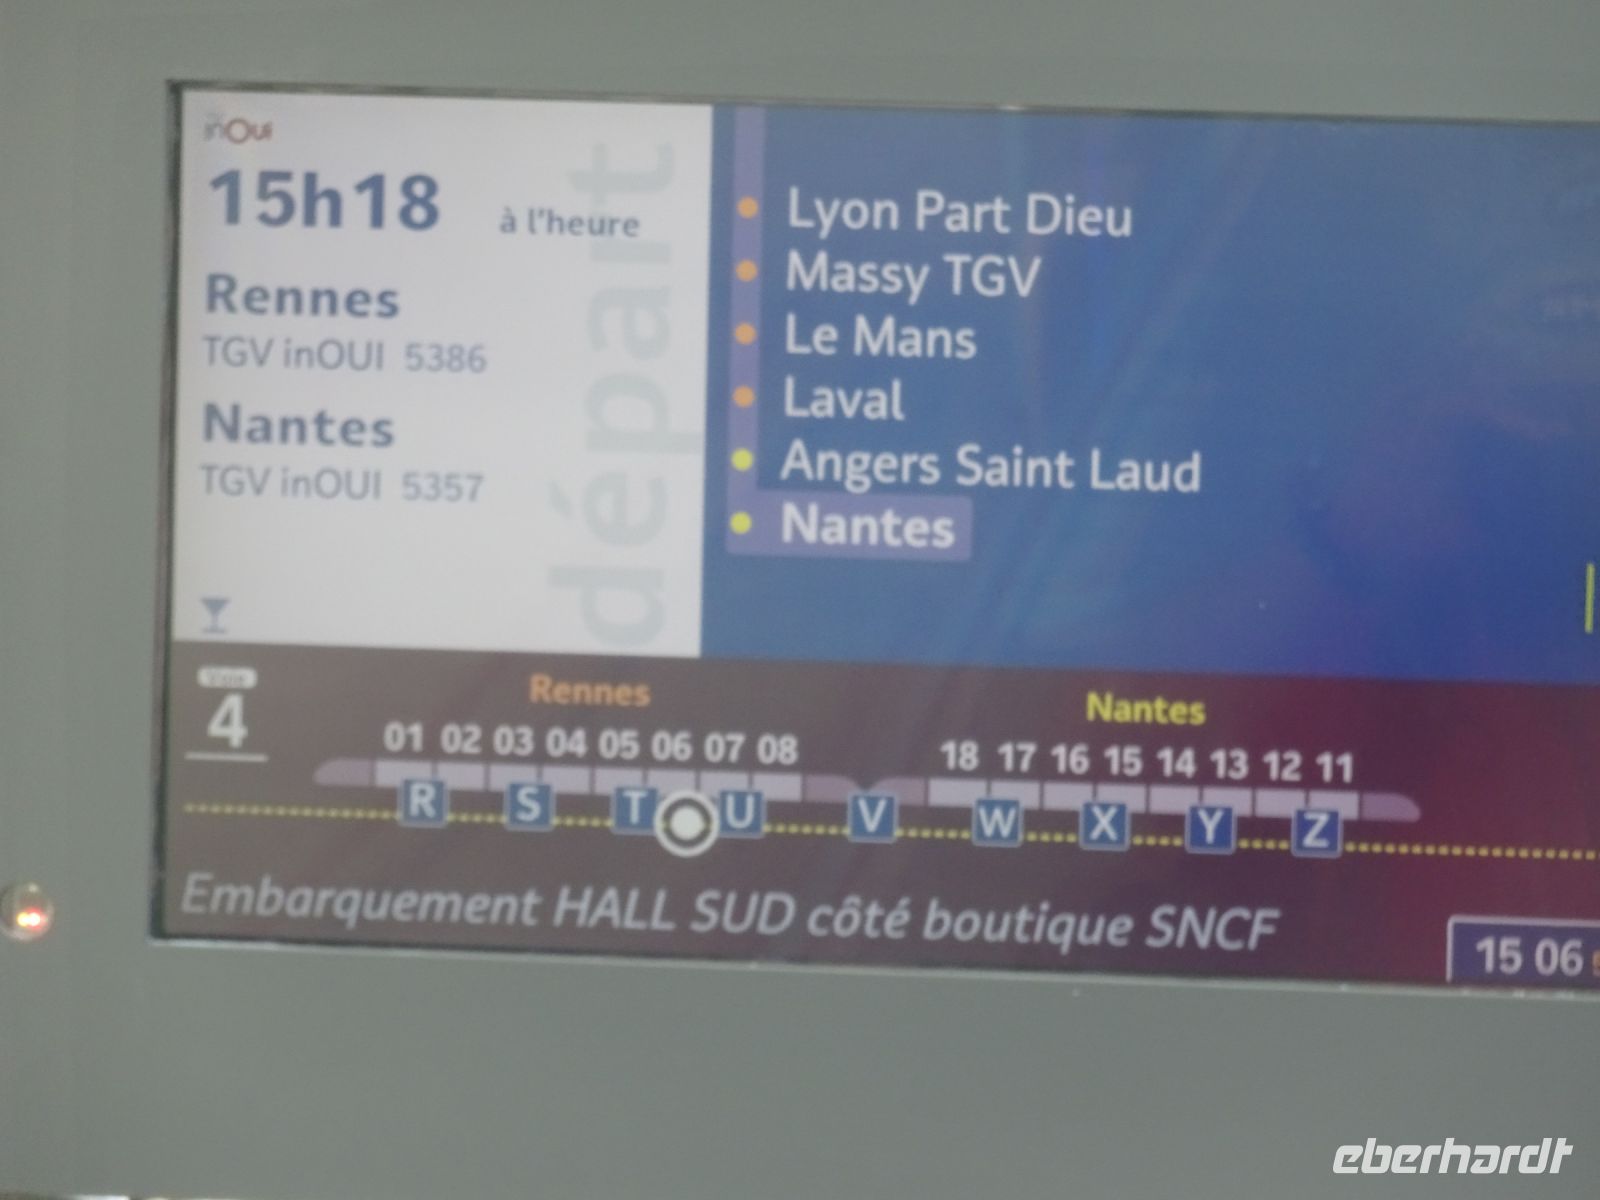 inOui
15h18 à l'heure
Rennes
TGV inOUI 5386
Nantes
TGV inOUI 5357
départ
Lyon Part Dieu
Massy TGV
Le Mans
Laval
Angers Saint Laud
Nantes
Voie
4
Rennes Nantes
01 02 03 04 05 06 07 08 18 17 16 15 14 13 12 11
R S T U V W X Y Z
Embarquement HALL SUD côté boutique SNCF
15 06
eberhardt